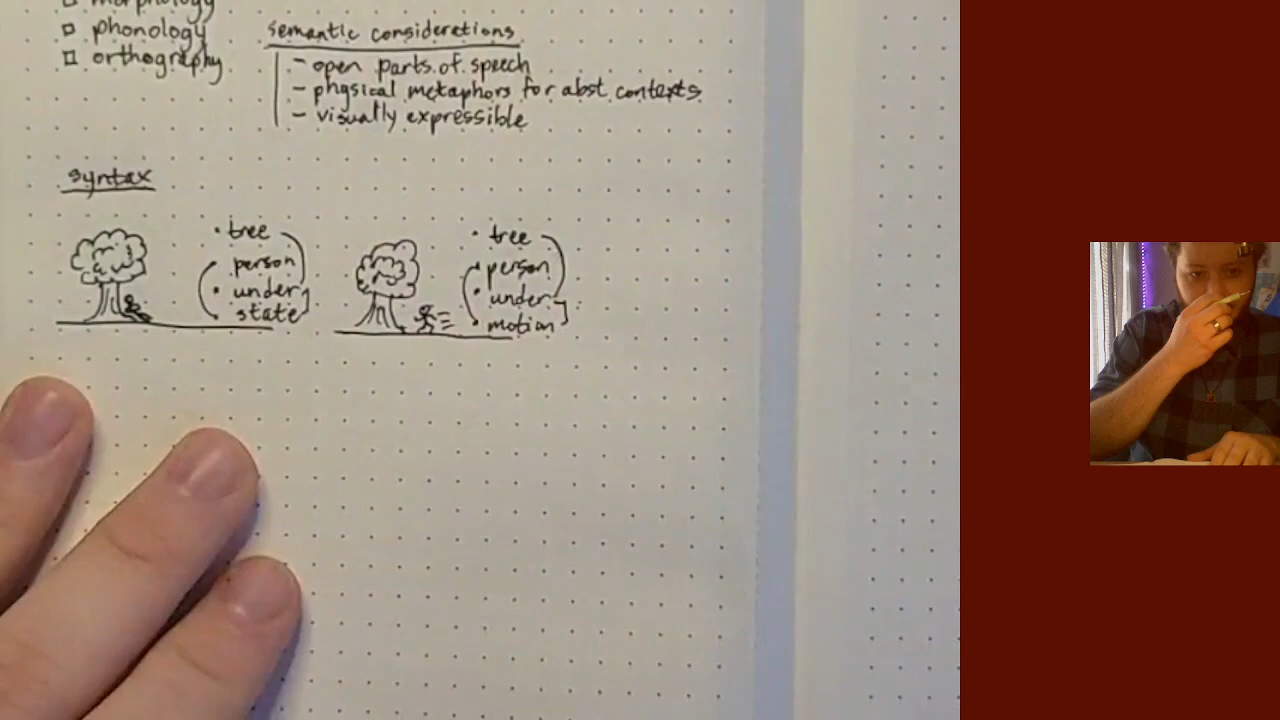 morphology
phonology
orthography
semantic considerations
- open parts of speech
- physical metaphors for abst contexts
- visually expressible
syntax
• tree
person
• under
state
• tree
person
• under
motion